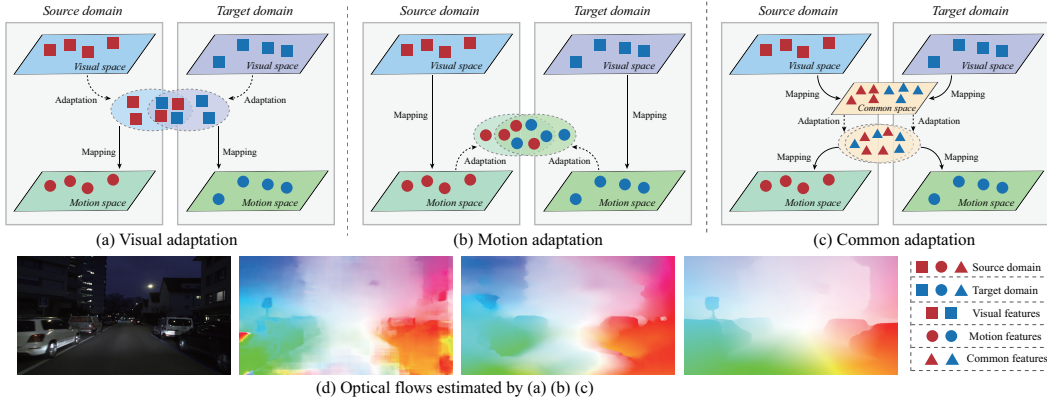 Source domain
Target domain
Visual space
Visual space
Adaptation
Adaptation
Mapping
Mapping
Motion space
Motion space
(a) Visual adaptation
Source domain
Target domain
Visual space
Visual space
Mapping
Mapping
Adaptation
Adaptation
Motion space
Motion space
(b) Motion adaptation
Source domain
Target domain
Visual space
Visual space
Mapping
Mapping
Common space
Adaptation
Adaptation
Mapping
Mapping
Motion space
Motion space
(c) Common adaptation
Source domain
Target domain
Visual features
Motion features
Common features
(d) Optical flows estimated by (a) (b) (c)